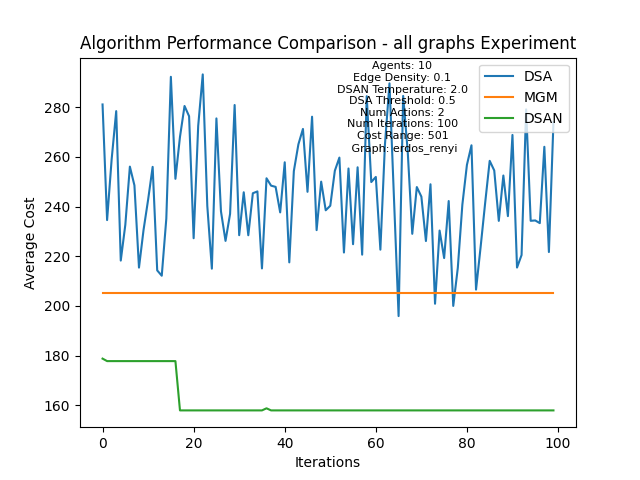 Algorithm Performance Comparison - all graphs Experiment
Agents: 10
Edge Density: 0.1
DSAN Temperature: 2.0
DSA Threshold: 0.5
Num Actions: 2
Num Iterations: 100
Cost Range: 501
Graph: erdos_renyi
DSA
MGM
DSAN
Average Cost
280
260
240
220
200
180
160
0
20
40
60
80
100
Iterations